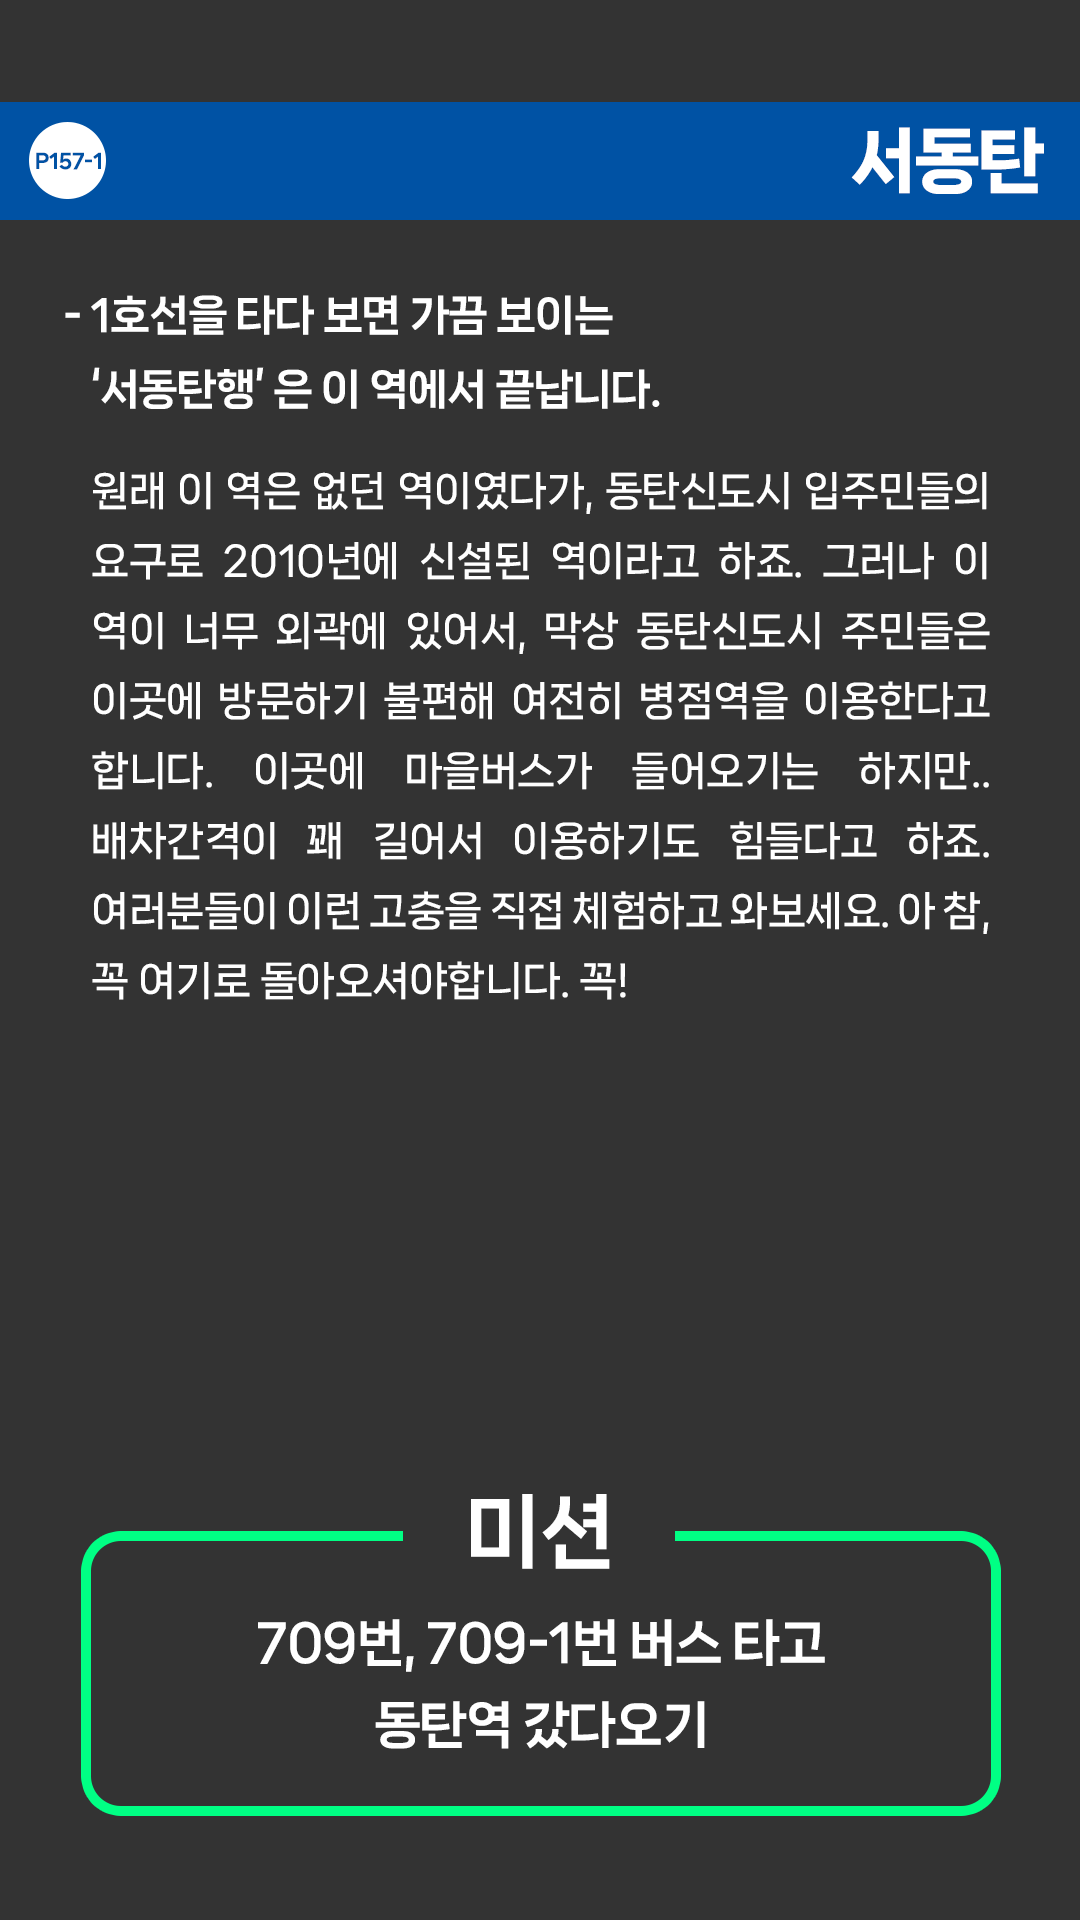 P157-1
서동탄
- 1호선을 타다 보면 가끔 보이는
‘서동탄행’ 은 이 역에서 끝납니다.
원래 이 역은 없던 역이였다가, 동탄신도시 입주민들의
요구로 2010년에 신설된 역이라고 하죠. 그러나 이
역이 너무 외곽에 있어서, 막상 동탄신도시 주민들은
이곳에 방문하기 불편해 여전히 병점역을 이용한다고
합니다. 이곳에 마을버스가 들어오기는 하지만..
배차간격이 꽤 길어서 이용하기도 힘들다고 하죠.
여러분들이 이런 고충을 직접 체험하고 와보세요. 아 참,
꼭 여기로 돌아오셔야합니다. 꼭!
미션
709번, 709-1번 버스 타고
동탄역 갔다오기